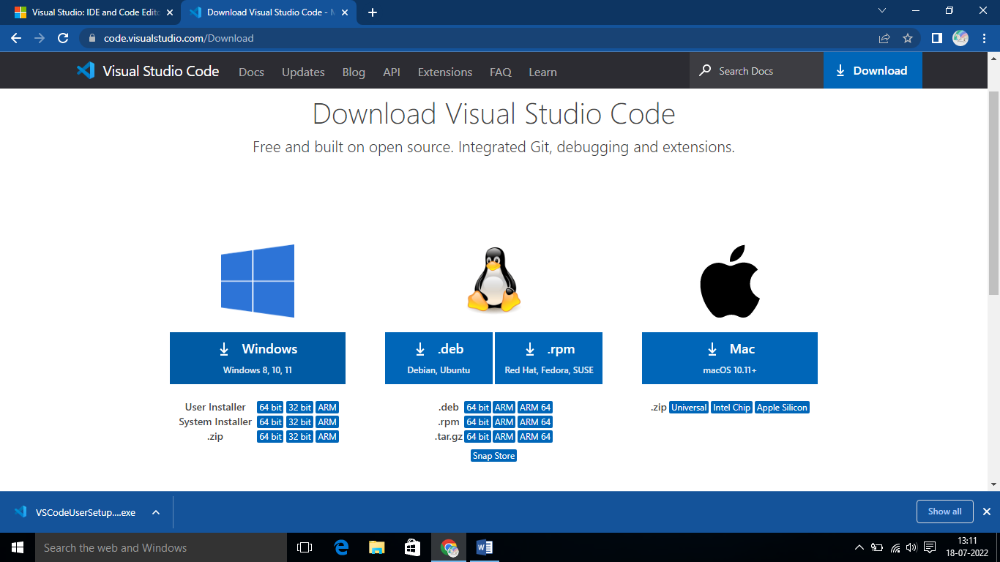 Visual Studio: IDE and Code Edit
Download Visual Studio Code -
code.visualstudio.com/Download
Visual Studio Code Docs Updates Blog API Extensions FAQ Learn Search Docs Download
Download Visual Studio Code
Free and built on open source. Integrated Git, debugging and extensions.
Windows
Windows 8, 10, 11
.deb
Debian, Ubuntu
.rpm
Red Hat, Fedora, SUSE
Mac
macOS 10.11+
User Installer 64 bit 32 bit ARM
System Installer 64 bit 32 bit ARM
.zip 64 bit 32 bit ARM
.deb 64 bit ARM ARM 64
.rpm 64 bit ARM ARM 64
.tar.gz 64 bit ARM ARM 64
Snap Store
.zip Universal Intel Chip Apple Silicon
VSCodeUserSetup....exe
Show all
Search the web and Windows
13:11
18-07-2022